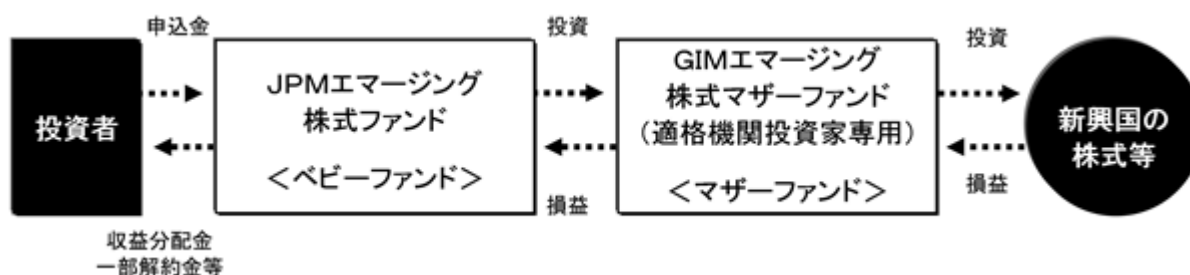 申込金
投資
投資
投資者
JPMエマージング
株式ファンド
＜ベビーファンド＞
GIMエマージング
株式マザーファンド
（適格機関投資家専用）
＜マザーファンド＞
新興国の
株式等
損益
損益
収益分配金
一部解約金等